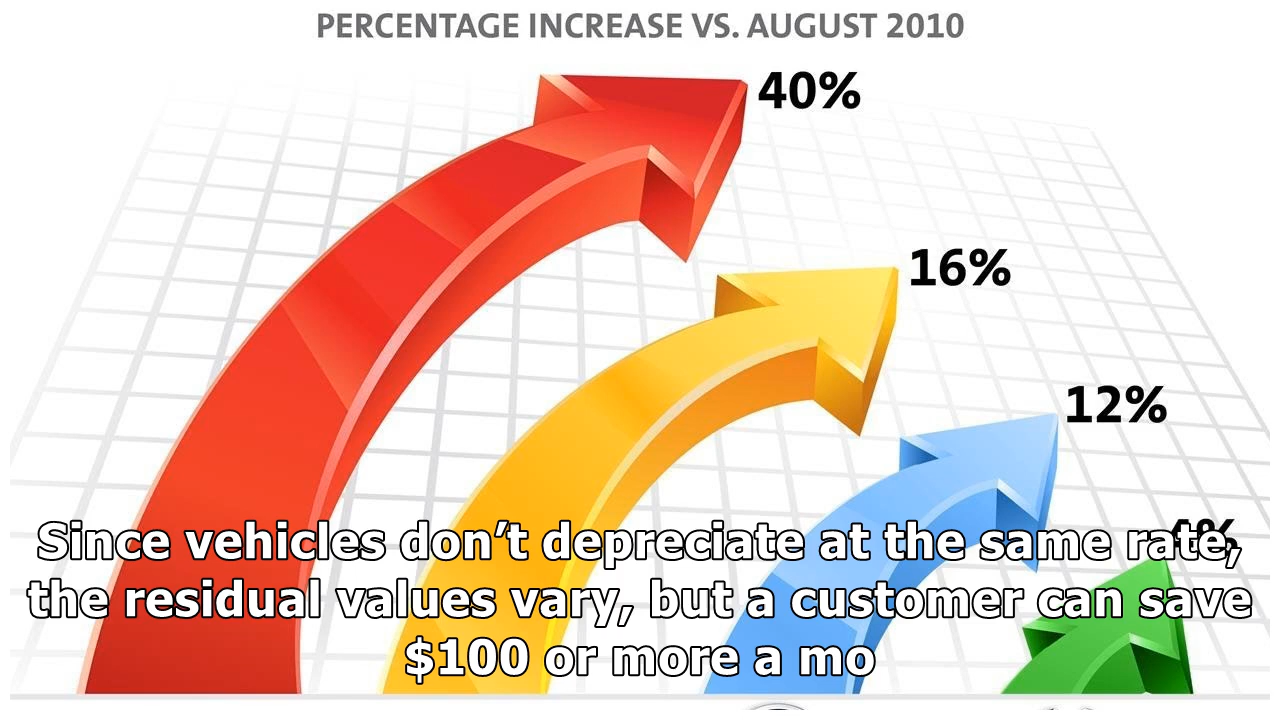 PERCENTAGE INCREASE VS. AUGUST 2010
40%
16%
12%
4%
Since vehicles don’t depreciate at the same rate,
the residual values vary, but a customer can save
$100 or more a mo